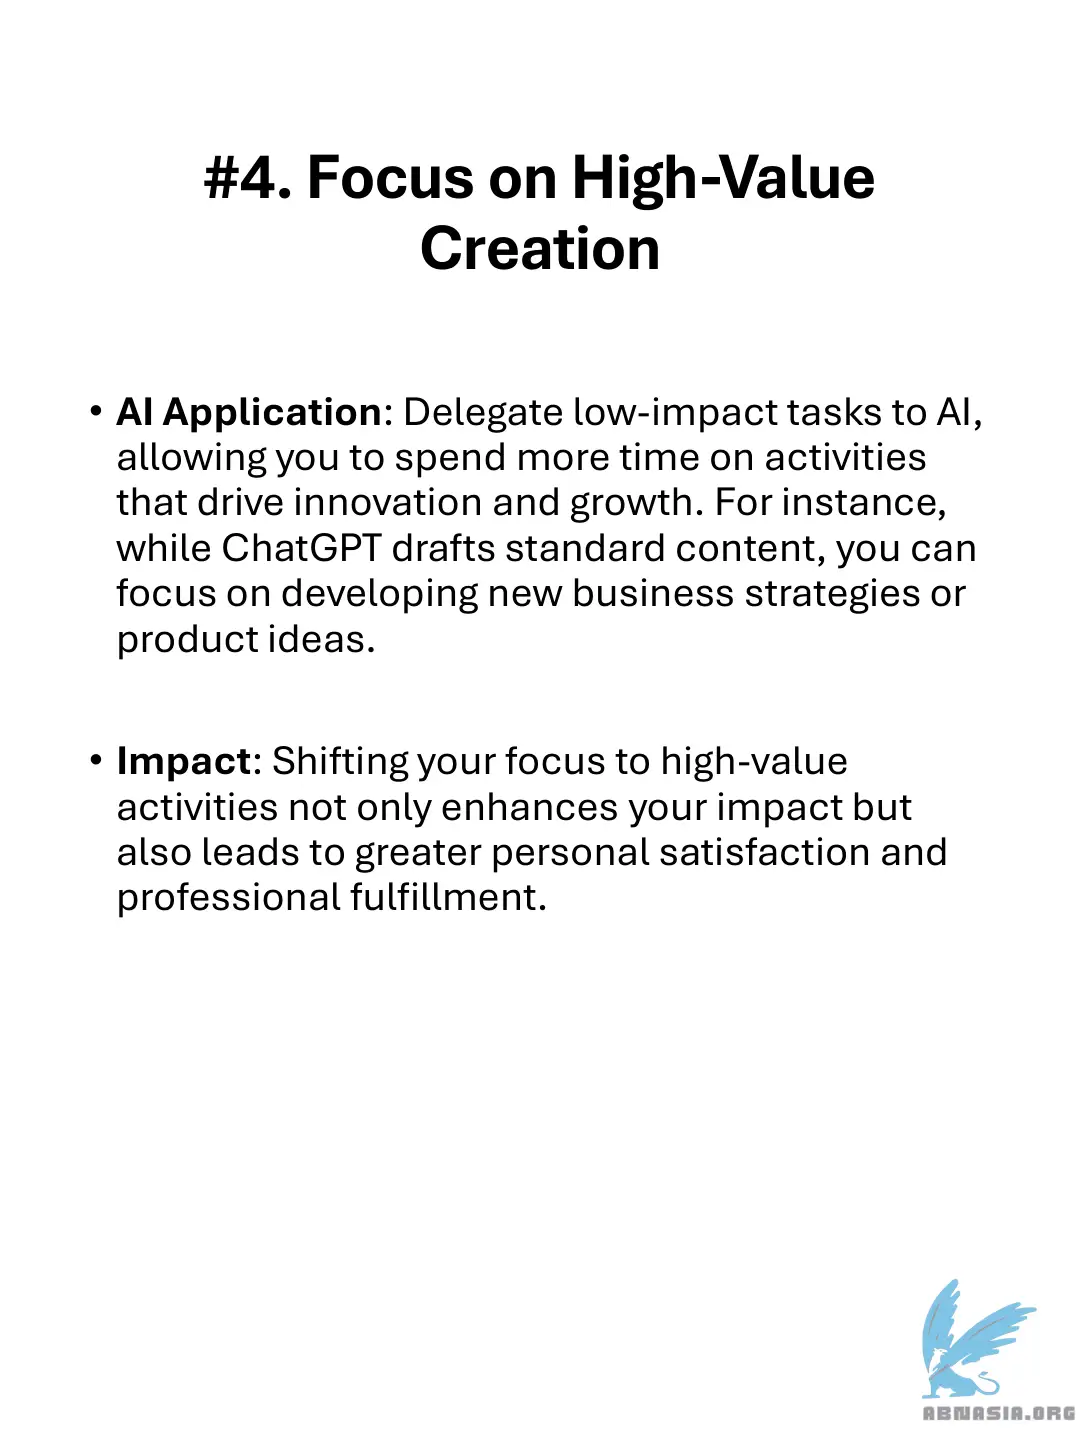 #4. Focus on High-Value
Creation
• AI Application: Delegate low-impact tasks to AI,
allowing you to spend more time on activities
that drive innovation and growth. For instance,
while ChatGPT drafts standard content, you can
focus on developing new business strategies or
product ideas.
• Impact: Shifting your focus to high-value
activities not only enhances your impact but
also leads to greater personal satisfaction and
professional fulfillment.
ABNASIA.ORG